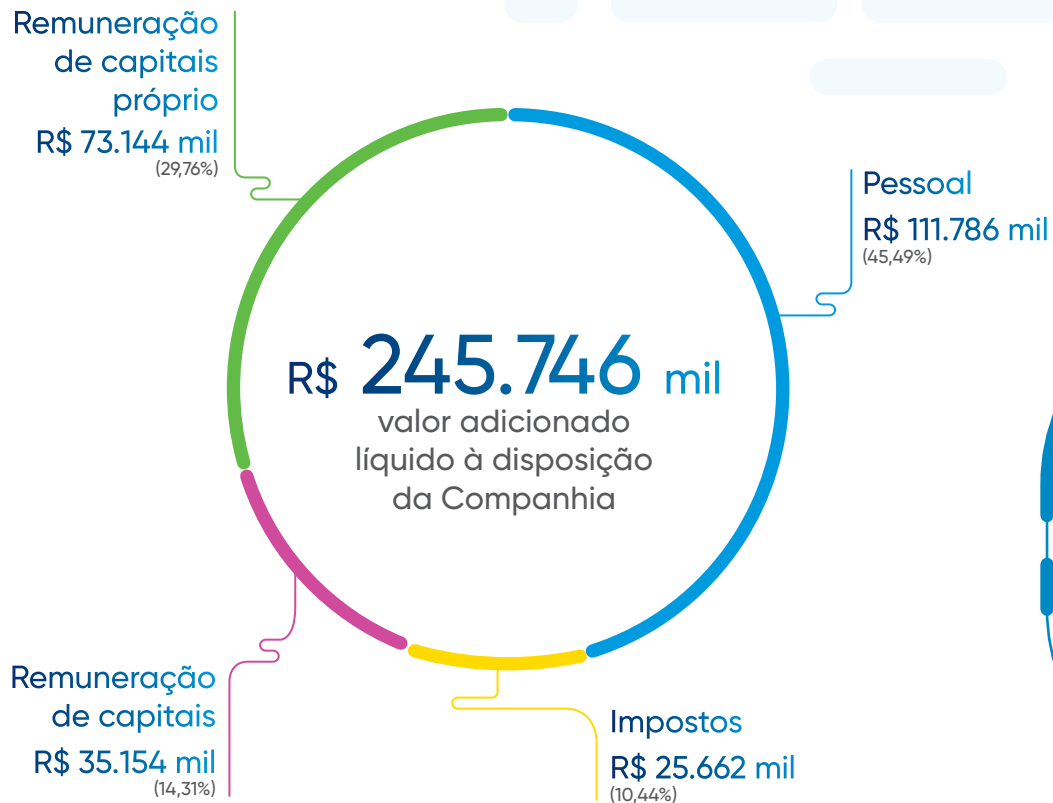 Remuneração
de capitais
próprio
R$ 73.144 mil
(29,76%)
Pessoal
R$ 111.786 mil
(45,49%)
R$ 245.746 mil
valor adicionado
líquido à disposição
da Companhia
Remuneração
de capitais
R$ 35.154 mil
(14,31%)
Impostos
R$ 25.662 mil
(10,44%)